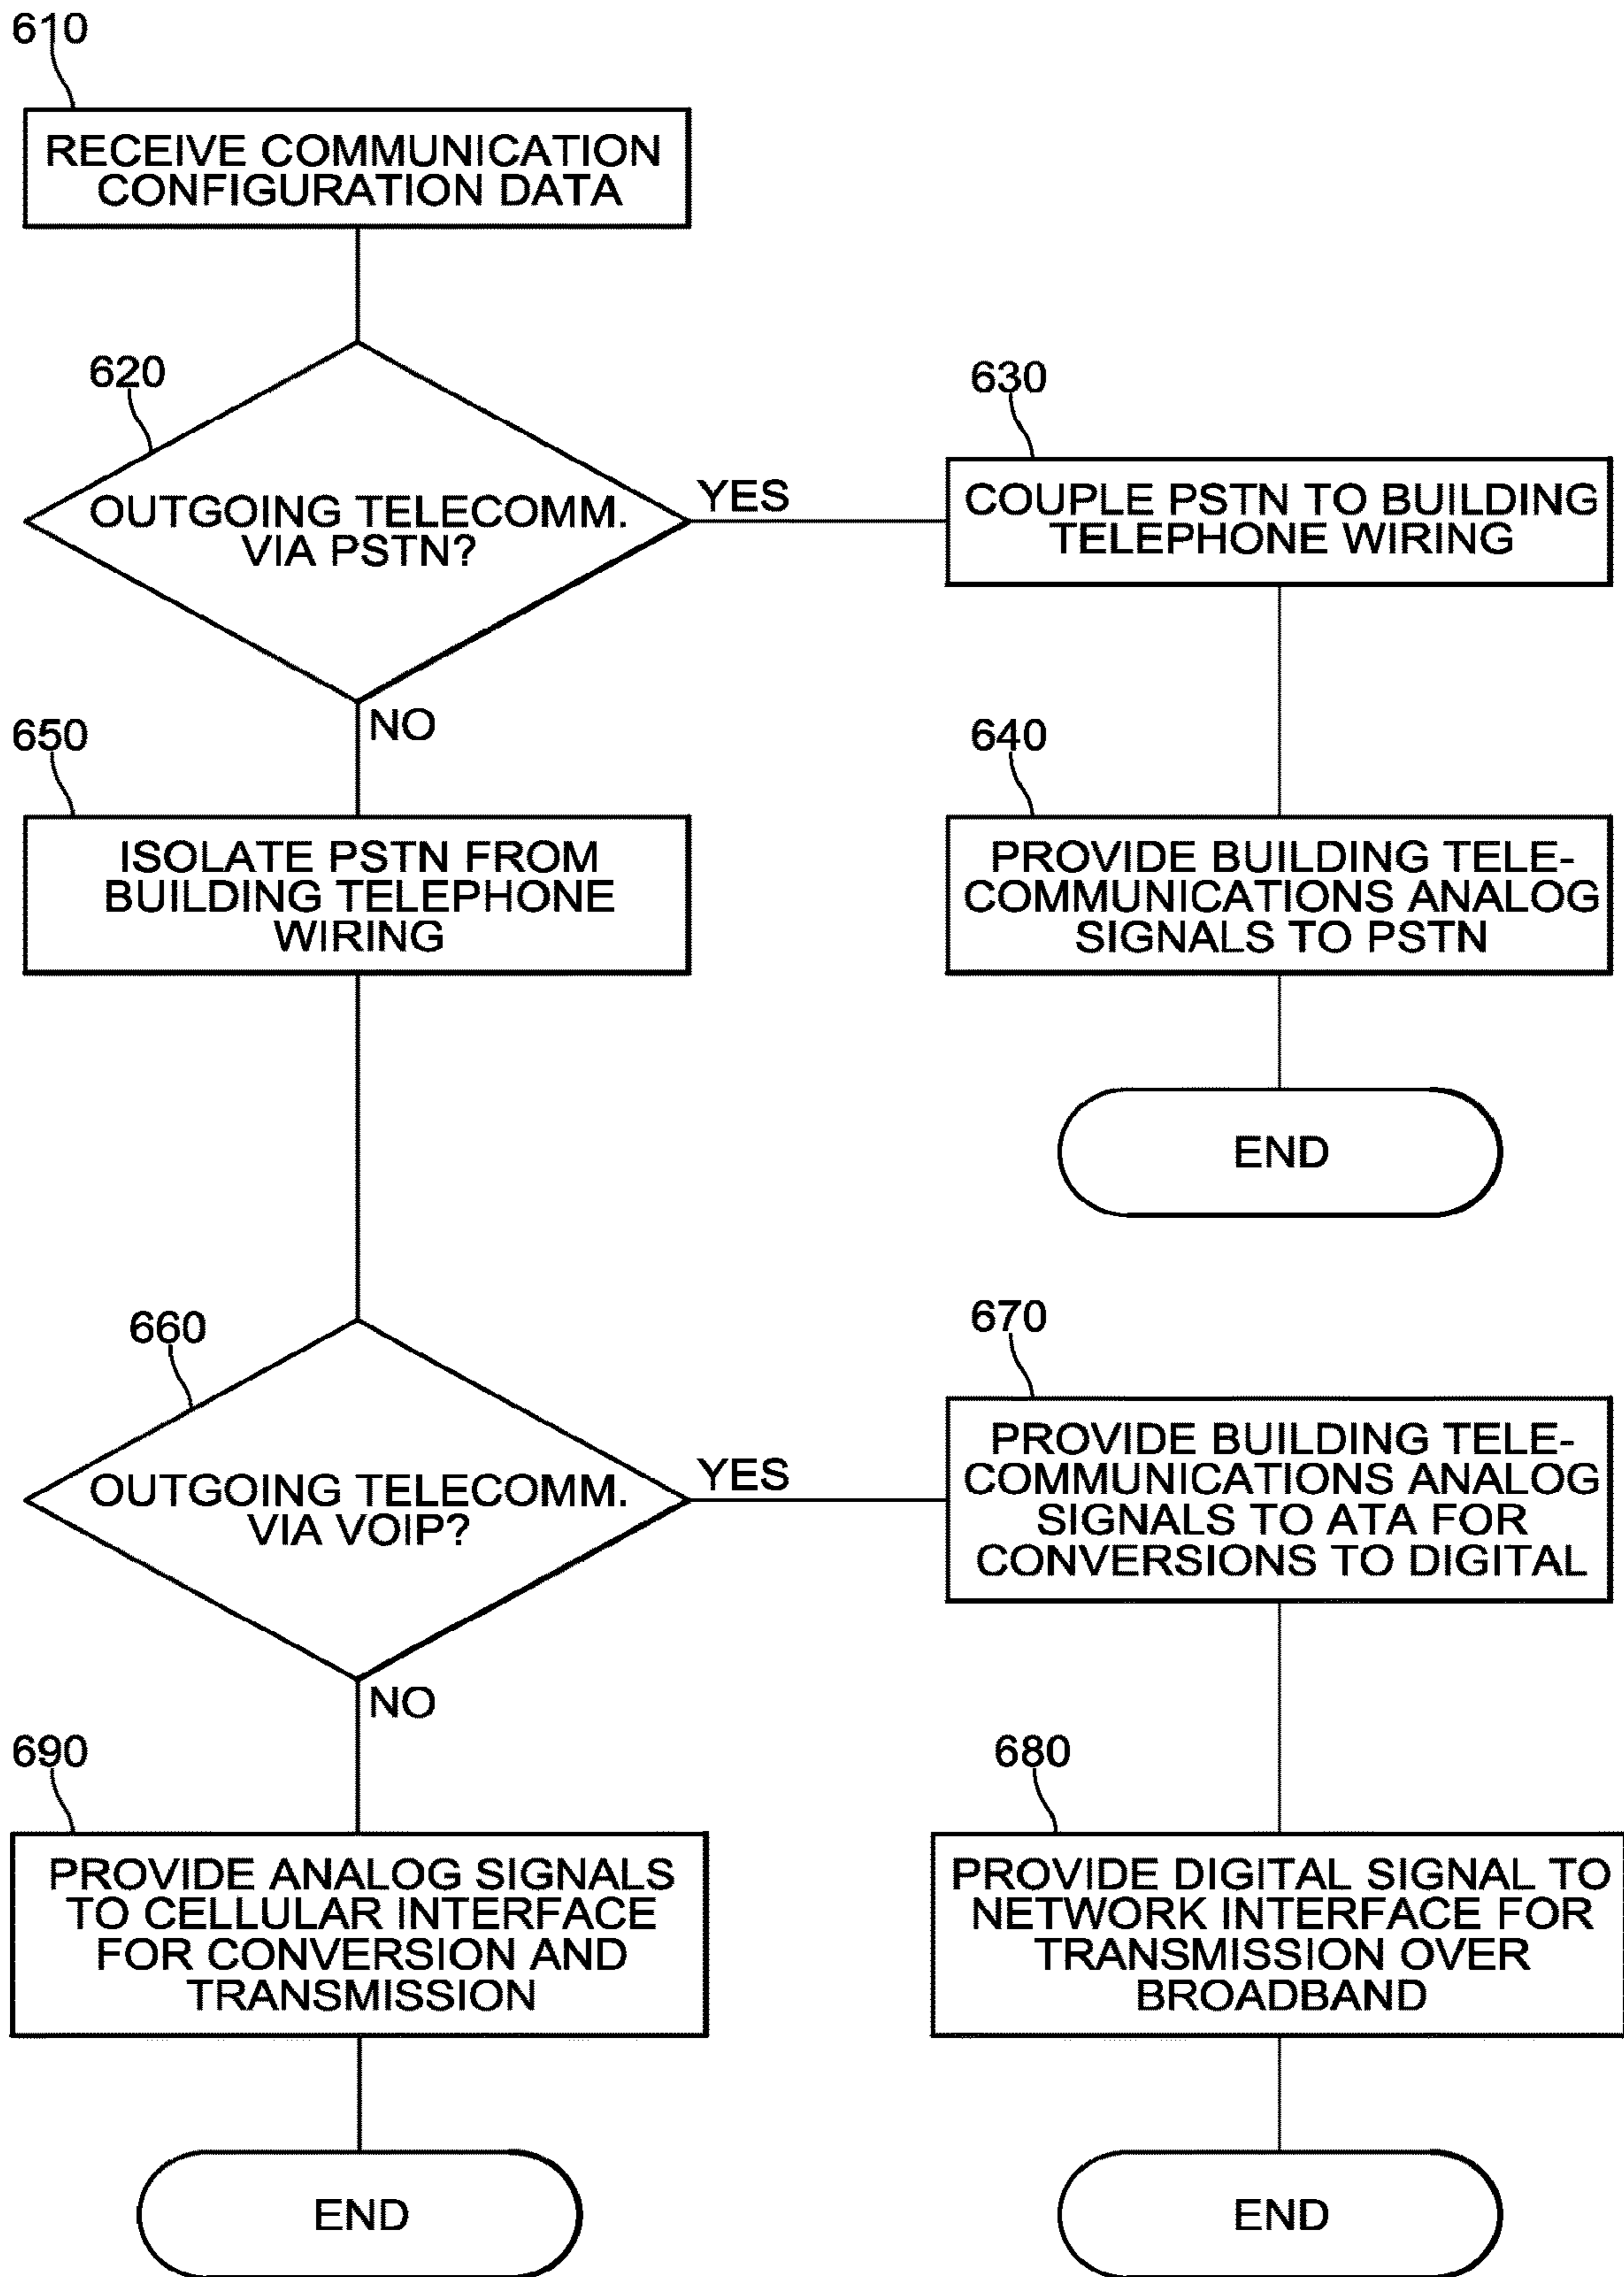 610
RECEIVE COMMUNICATION
CONFIGURATION DATA
620
OUTGOING TELECOMM.
VIA PSTN?
YES
630
COUPLE PSTN TO BUILDING
TELEPHONE WIRING
NO
650
ISOLATE PSTN FROM
BUILDING TELEPHONE
WIRING
640
PROVIDE BUILDING TELE-
COMMUNICATIONS ANALOG
SIGNALS TO PSTN
END
660
OUTGOING TELECOMM.
VIA VOIP?
YES
670
PROVIDE BUILDING TELE-
COMMUNICATIONS ANALOG
SIGNALS TO ATA FOR
CONVERSIONS TO DIGITAL
NO
690
PROVIDE ANALOG SIGNALS
TO CELLULAR INTERFACE
FOR CONVERSION AND
TRANSMISSION
END
680
PROVIDE DIGITAL SIGNAL TO
NETWORK INTERFACE FOR
TRANSMISSION OVER
BROADBAND
END